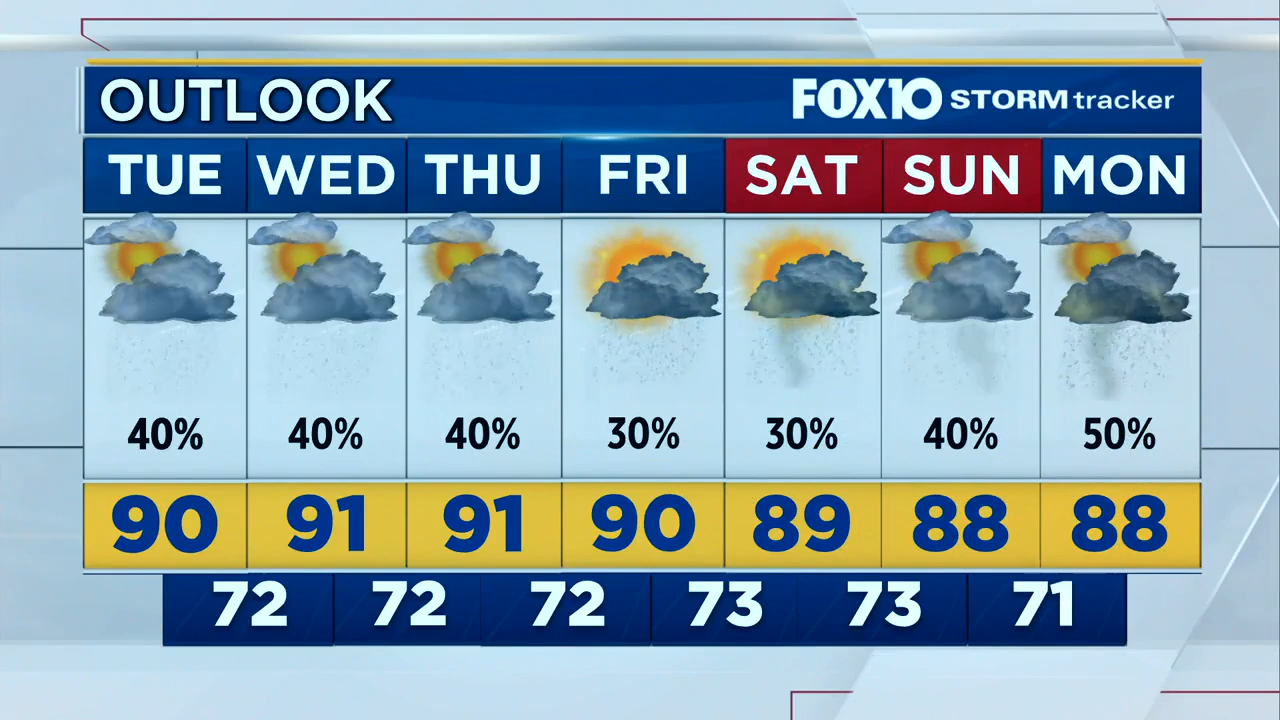 OUTLOOK FOX10 STORM tracker
TUE WED THU FRI SAT SUN MON
40% 40% 40% 30% 30% 40% 50%
90 91 91 90 89 88 88
72 72 72 73 73 71